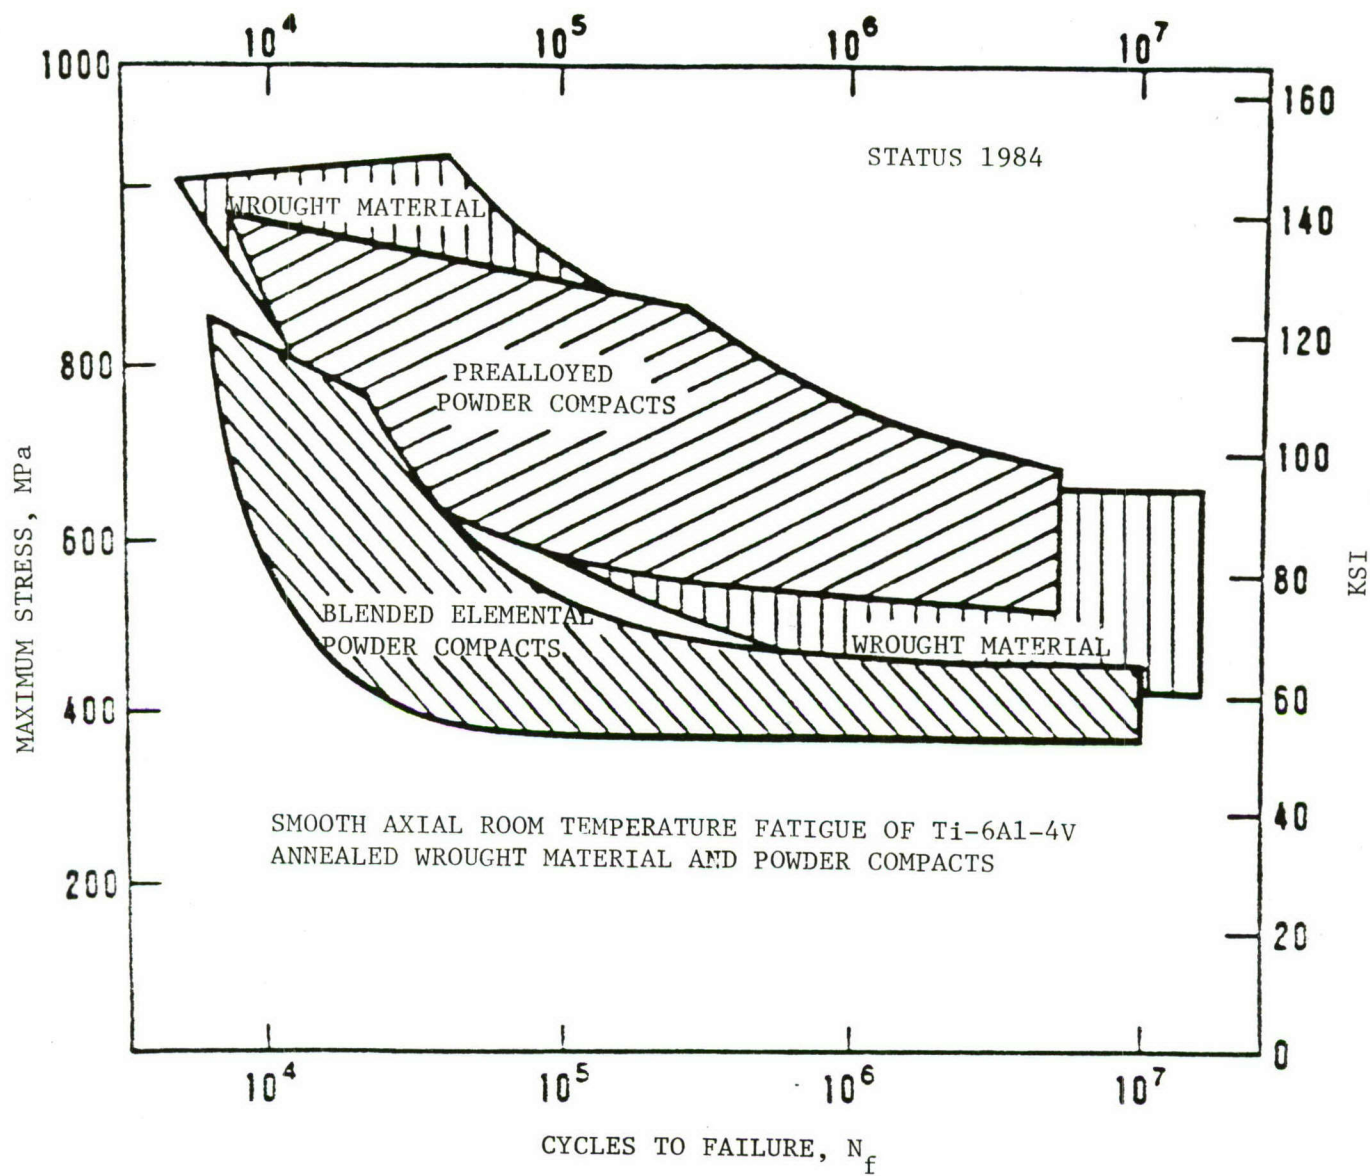 10^4 10^5 10^6 10^7
1000
160
STATUS 1984
WROUGHT MATERIAL
140
120
800
PREALLOYED
POWDER COMPACTS
100
MAXIMUM STRESS, MPa
600
80
KSI
BLENDED ELEMENTAL
POWDER COMPACTS
WROUGHT MATERIAL
60
400
SMOOTH AXIAL ROOM TEMPERATURE FATIGUE OF Ti-6Al-4V
ANNEALED WROUGHT MATERIAL AND POWDER COMPACTS
40
200
20
0
10^4 10^5 10^6 10^7
CYCLES TO FAILURE, N_f